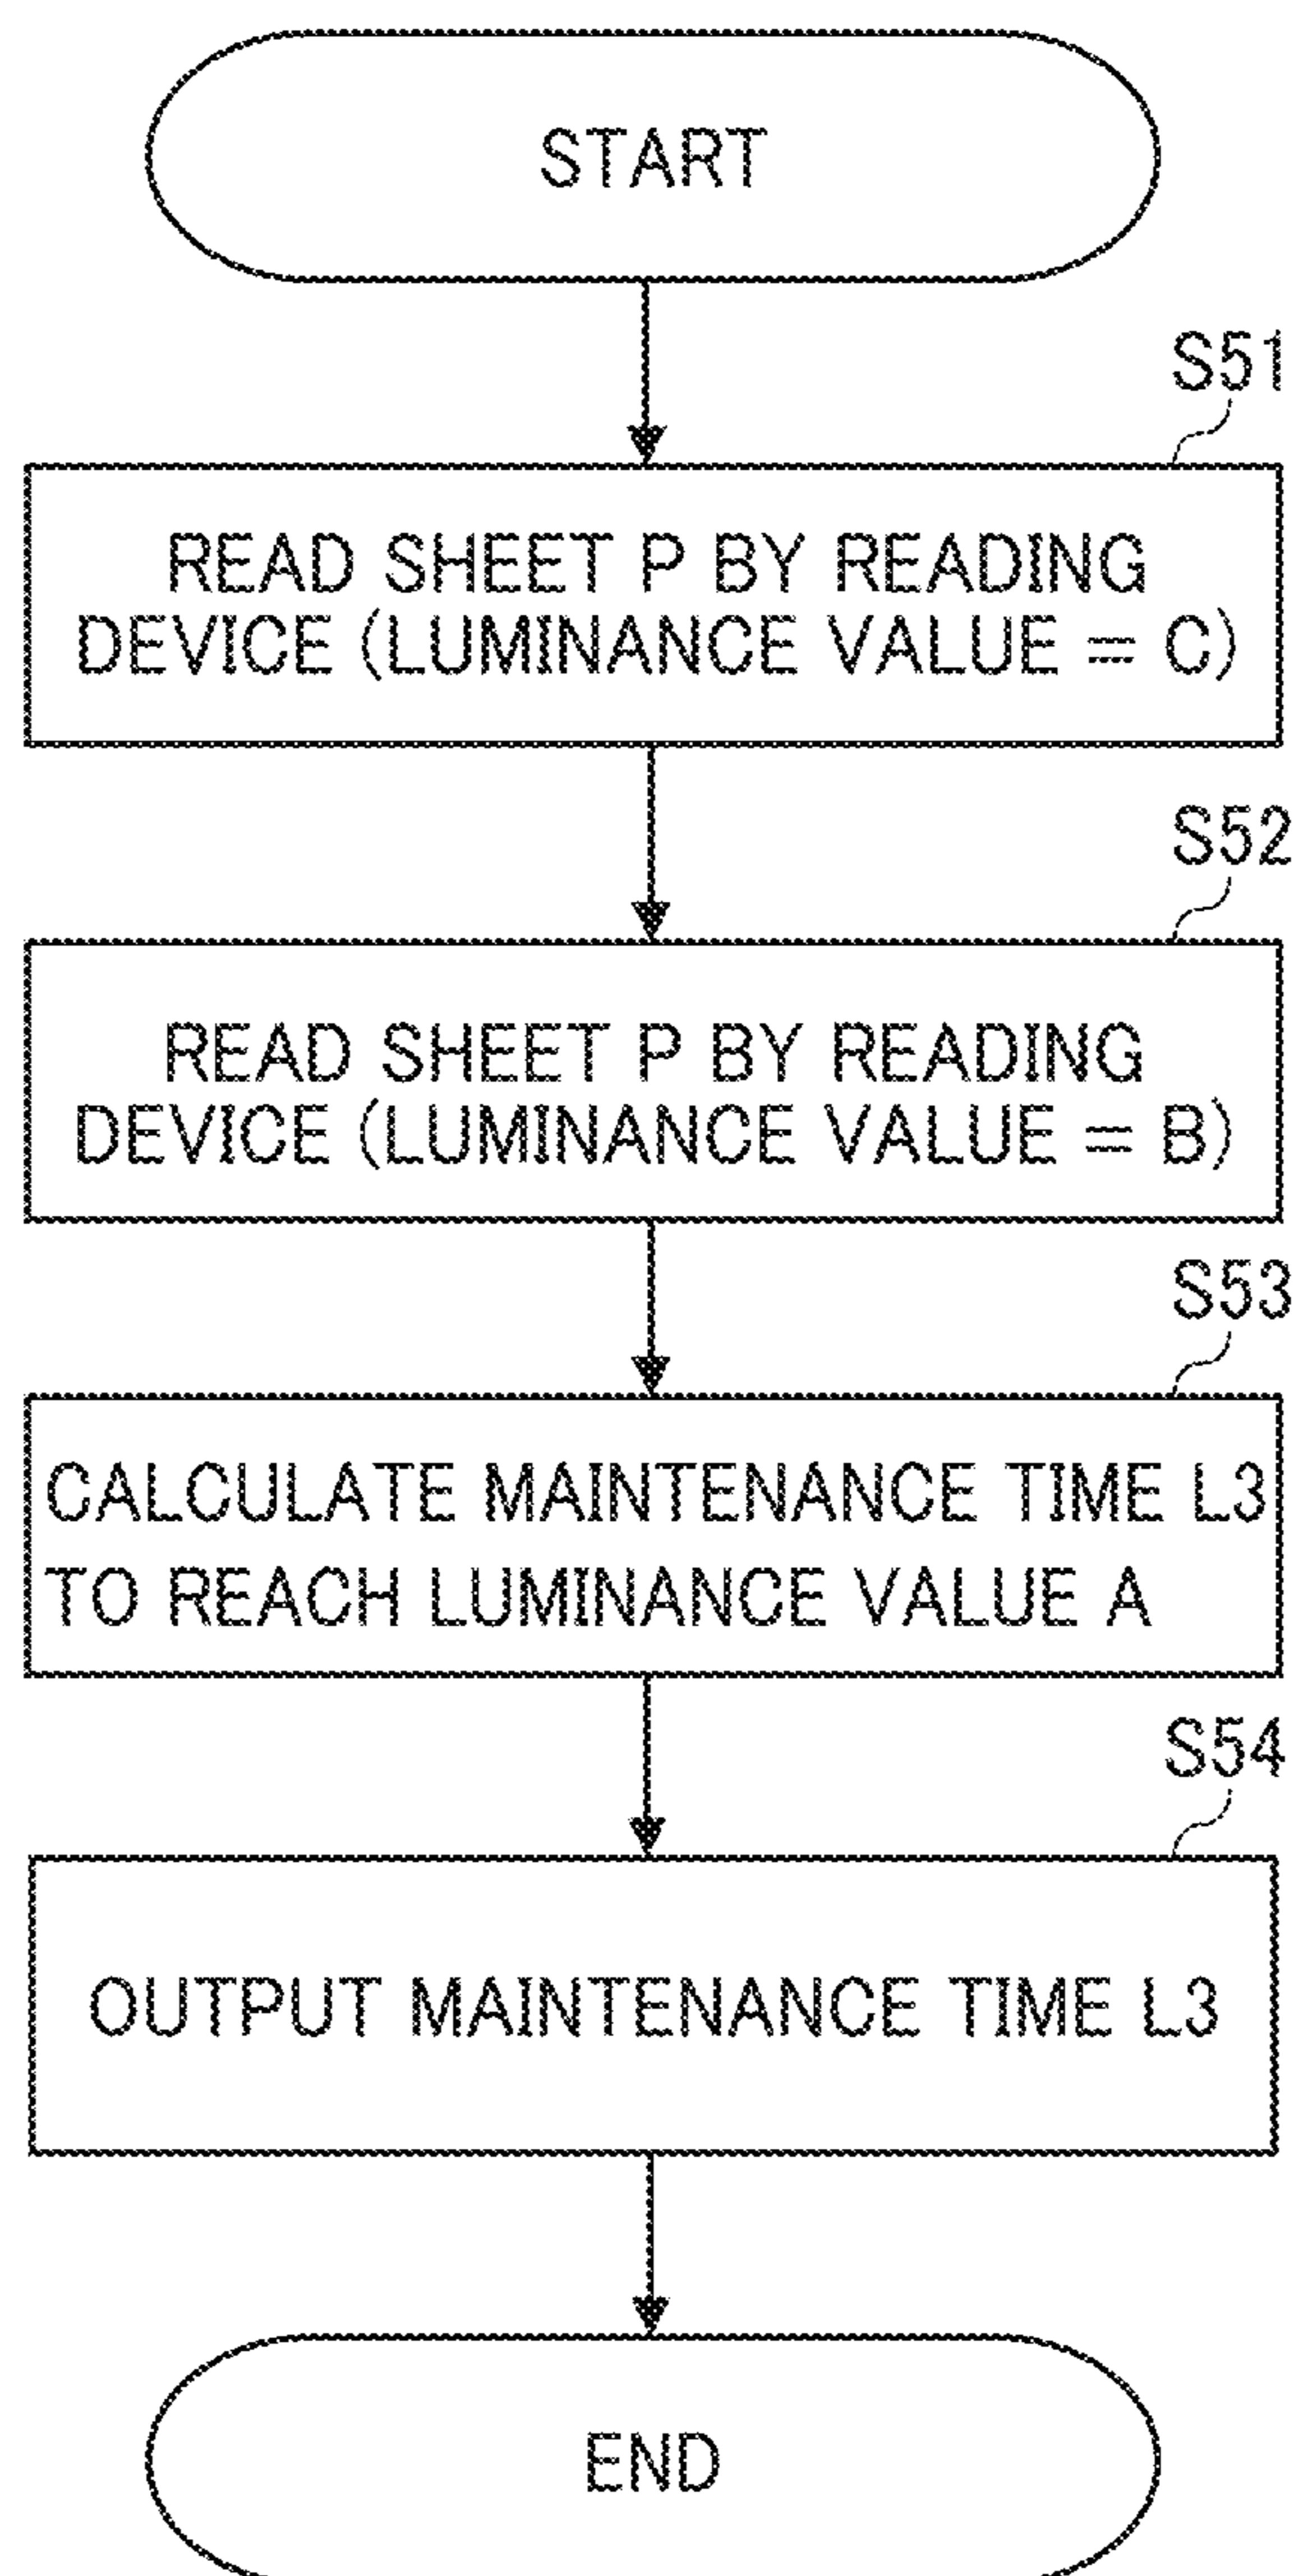 START
S51
READ SHEET P BY READING
DEVICE (LUMINANCE VALUE = C)
S52
READ SHEET P BY READING
DEVICE (LUMINANCE VALUE = B)
S53
CALCULATE MAINTENANCE TIME L3
TO REACH LUMINANCE VALUE A
S54
OUTPUT MAINTENANCE TIME L3
END